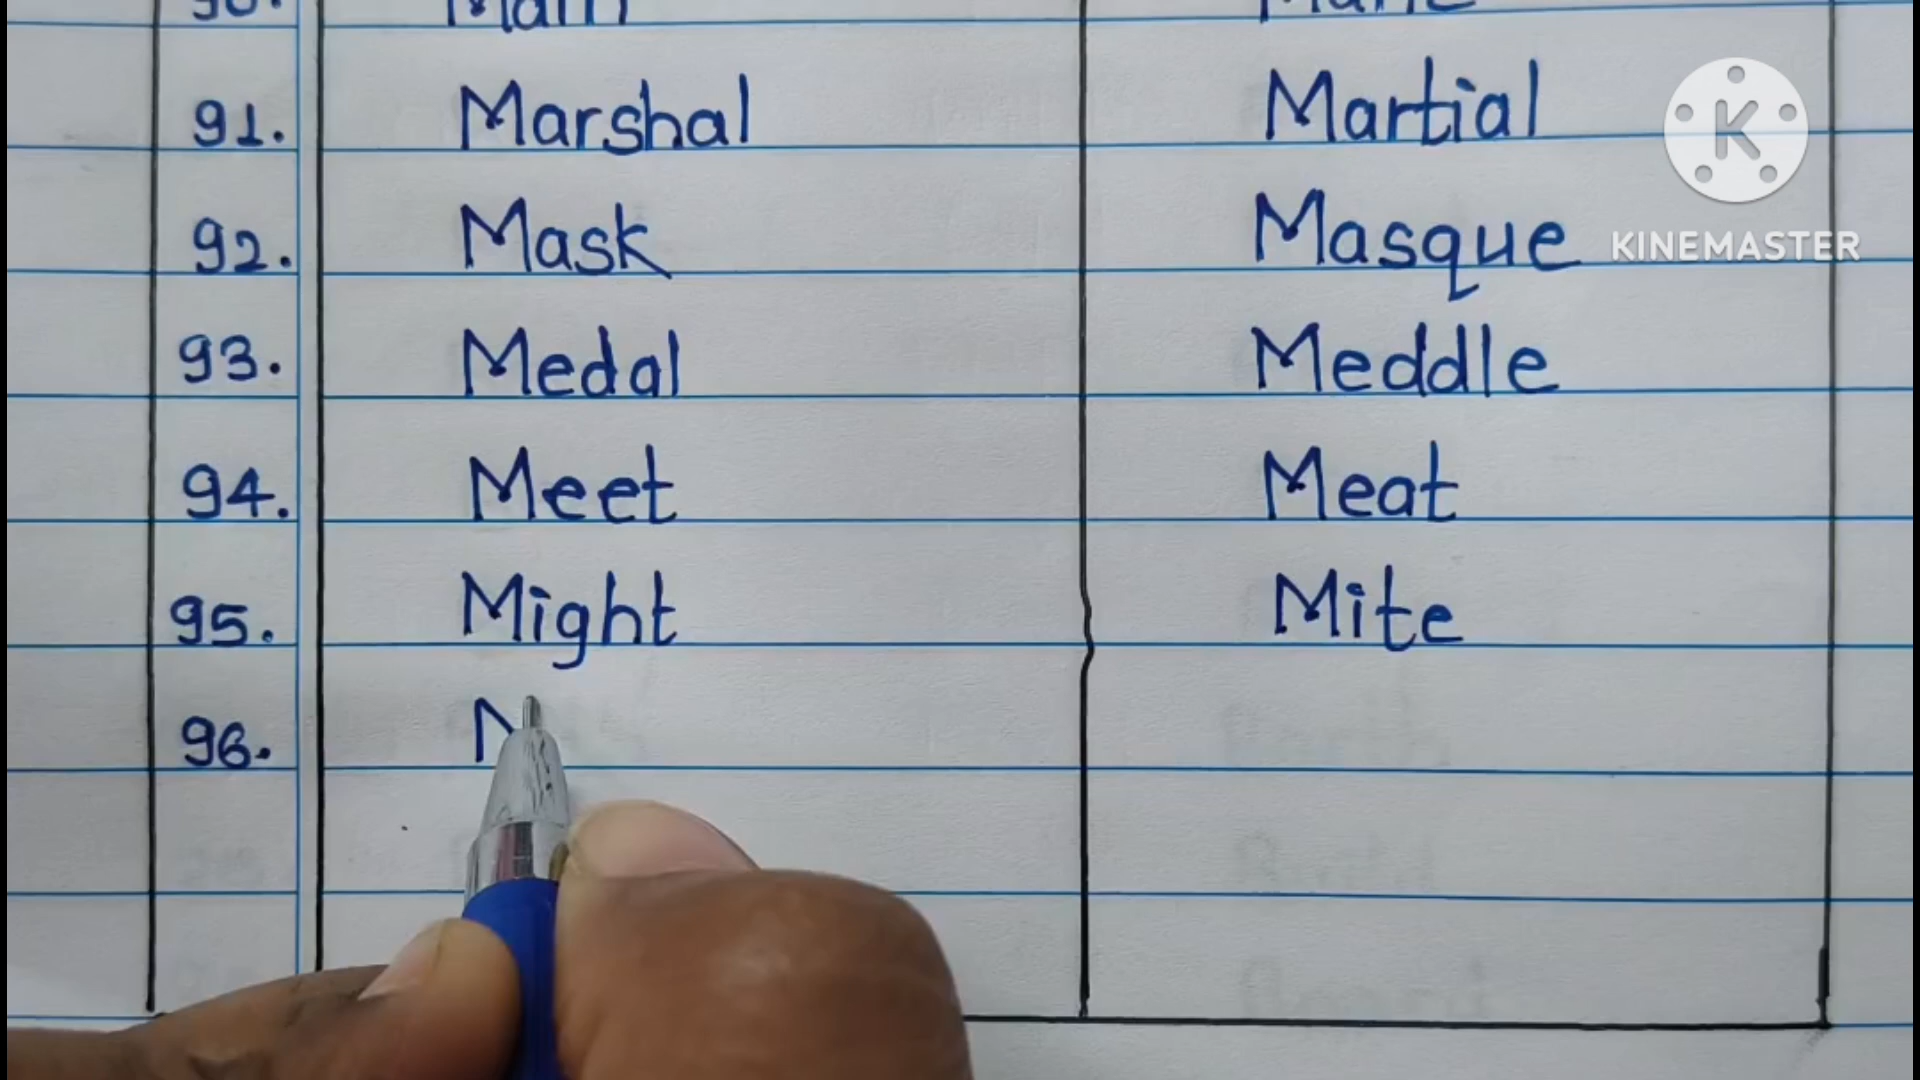 91. Marshal Martial
92. Mask Masque
KINEMASTER
93. Medal Meddle
94. Meet Meat
95. Might Mite
96.